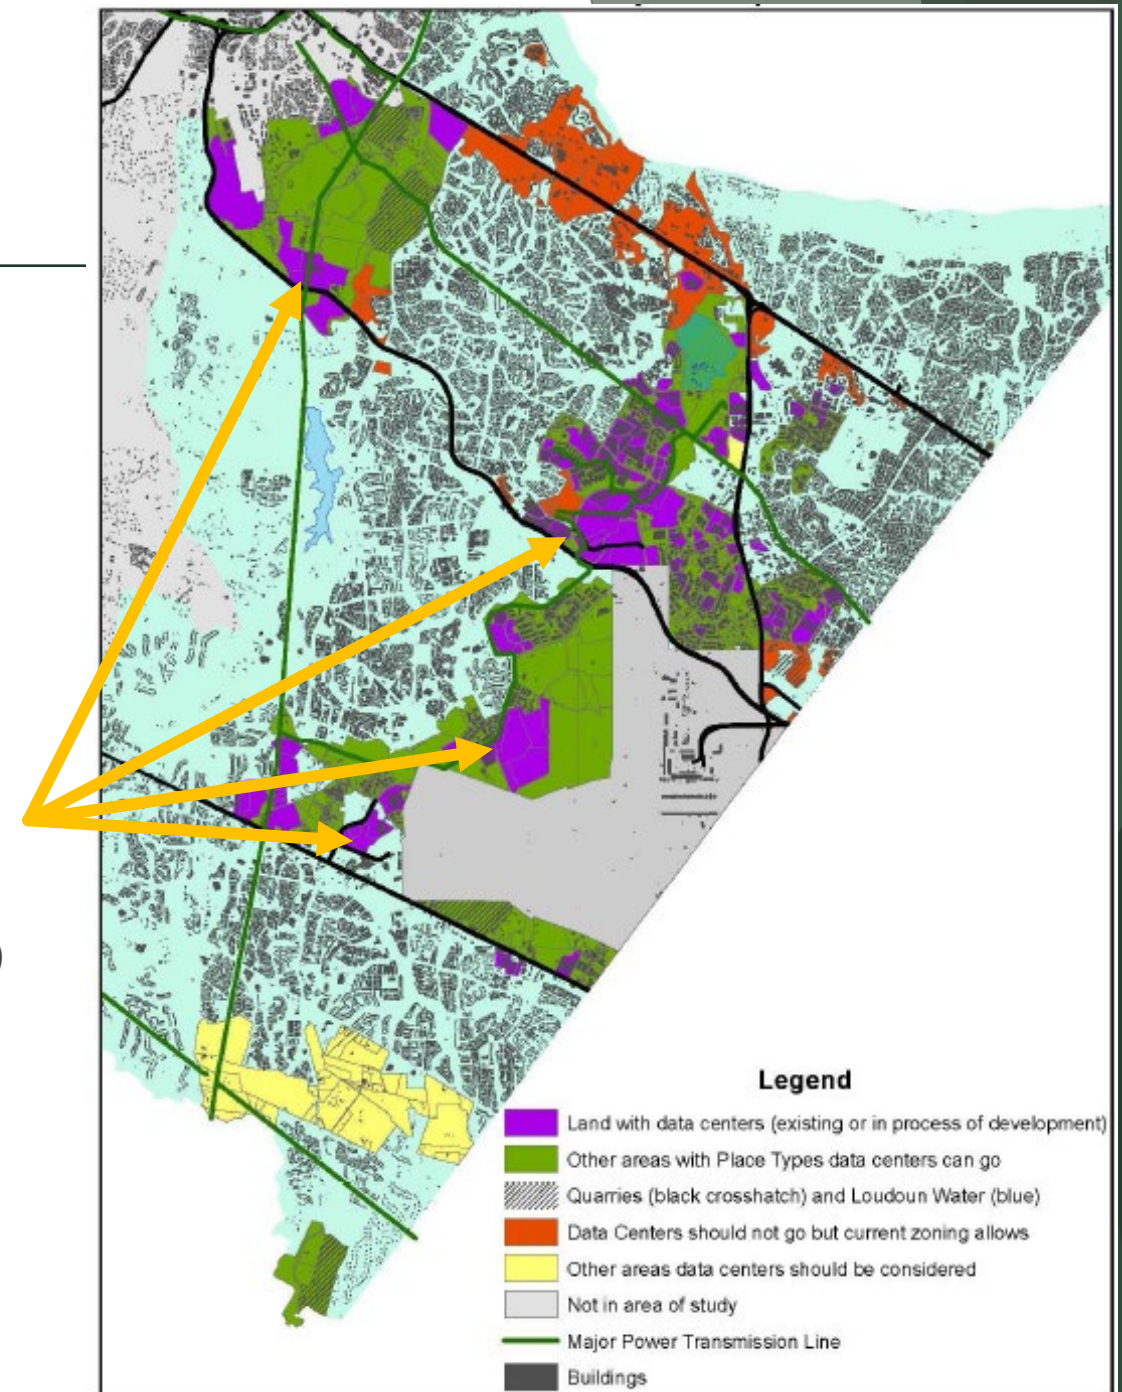 )
Legend
Land with data centers (existing or in process of development)
Other areas with Place Types data centers can go
Quarries (black crosshatch) and Loudoun Water (blue)
Data Centers should not go but current zoning allows
Other areas data centers should be considered
Not in area of study
Major Power Transmission Line
Buildings